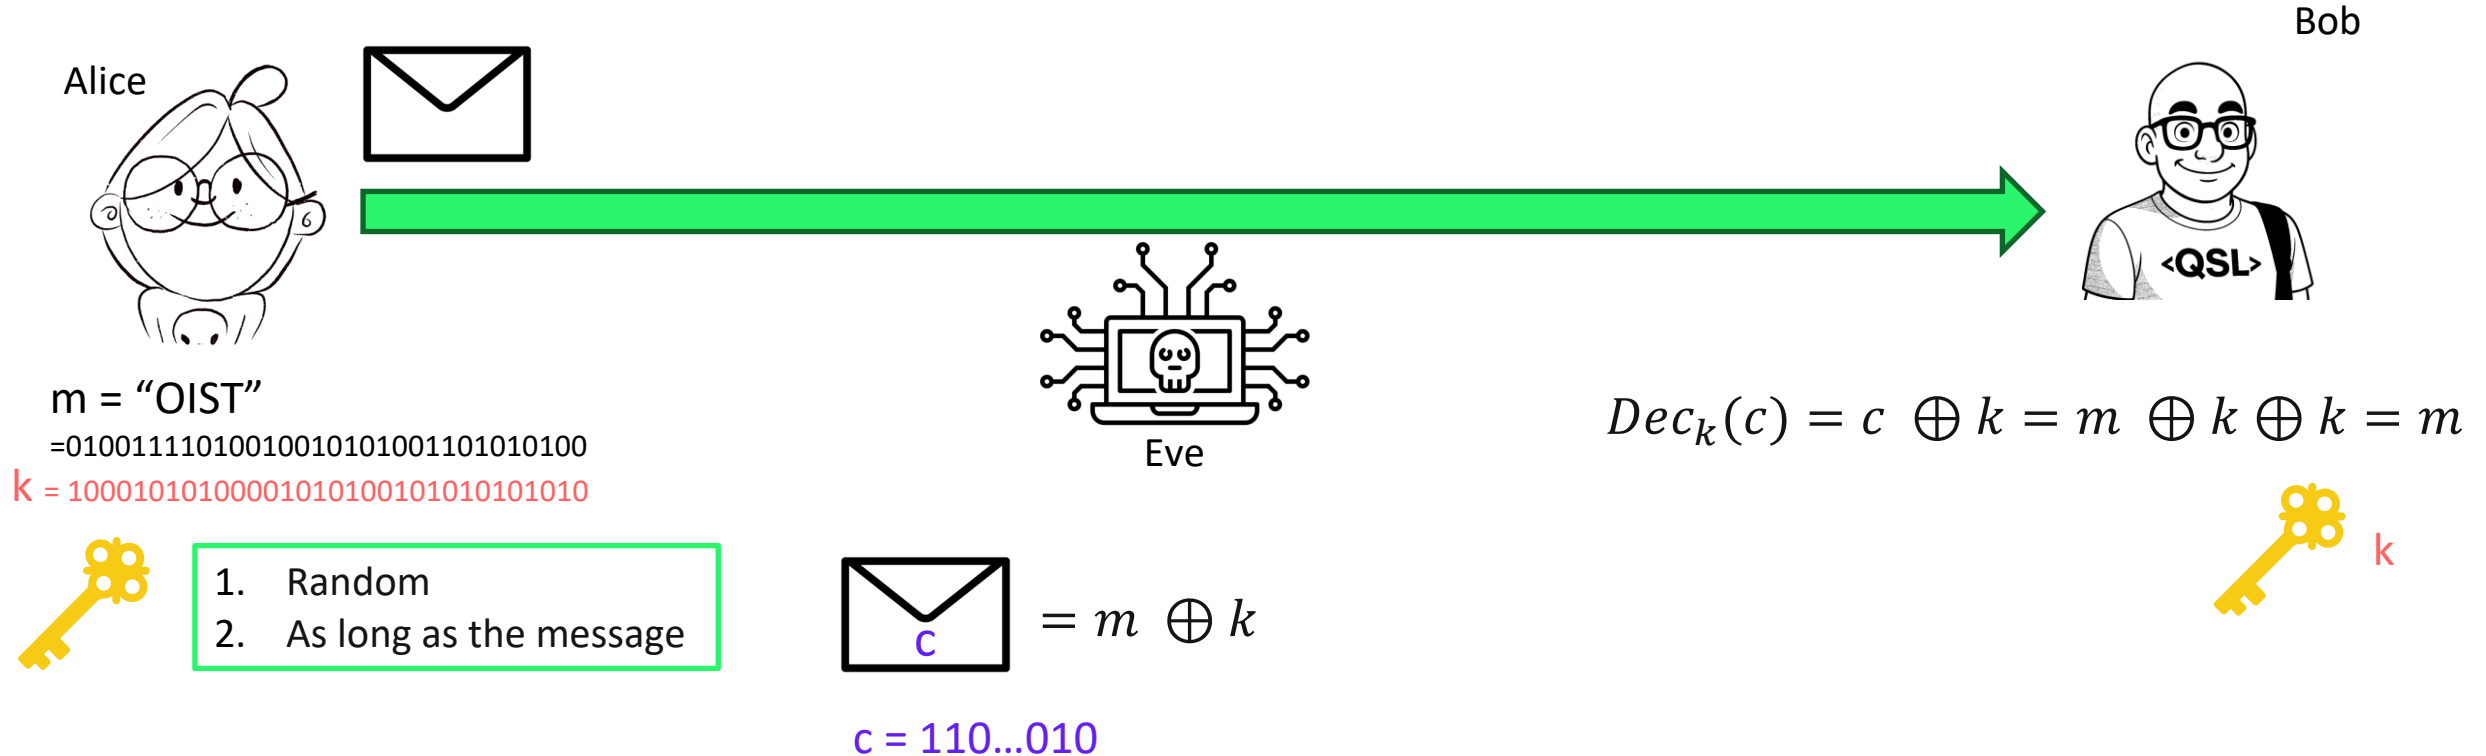 Alice
Bob
<QSL>
m = “OIST”
=01001111010010010101001101010100
k = 10001010100001010100101010101010
Eve
Dec_k(c) = c ⊕ k = m ⊕ k ⊕ k = m
k
1. Random
2. As long as the message
c = m ⊕ k
c = 110…010